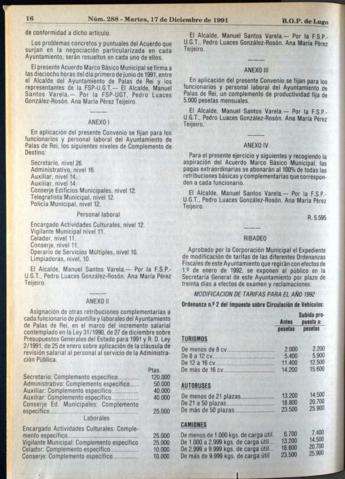 16
Núm. 288 - Martes, 17 de Diciembre de 1991
B.O.P. de Lugo
de conformidad a dicho artículo.
Los problemas concretos y puntuales del Acuerdo que
surjan en la negociación particularizada en cada
Ayuntamiento, serán resueltos en cada uno de ellos.
El presente Acuerdo Marco Básico Municipal se firma a
las dieciocho horas del día primero de junio de 1991, entre
el Alcalde del Ayuntamiento de Palas de Rei y los
representantes de la FSP-U.G.T.— El Alcalde, Manuel
Santos Varela.— Por la FSP-UGT, Pedro Luaces
González-Rosón. Ana María Pérez Teijeiro.
ANEXO I
En aplicación del presente Convenio se fijan para los
funcionarios y personal laboral del Ayuntamiento de
Palas de Rei, los siguientes niveles de Complemento de
Destino:
Secretario, nivel 26.
Administrativo, nivel 16.
Auxiliar, nivel 14.
Auxiliar, nivel 14.
Conserje Edificios Municipales, nivel 12.
Telegrafista Municipal, nivel 12.
Policía Municipal, nivel 12.
Personal laboral
Encargado Actividades Culturales, nivel 12.
Vigilante Municipal nivel 11.
Celador, nivel 11.
Conserje, nivel 11.
Operario de Servicios Múltiples, nivel 10.
Limpiadoras, nivel, 10.
El Alcalde, Manuel Santos Varela.— Por la F.S.P.-
U.G.T., Pedro Luaces González-Rosón. Ana María Pérez
Teijeiro.
ANEXO II
Asignación de otras retribuciones complementarias a
cada funcionario de plantilla y laborales del Ayuntamiento
de Palas de Rei, en el marco del incremento salarial
contemplado en la Ley 31/1990, de 27 de diciembre sobre
Presupuestos Generales del Estado para 1991 y R. D. Ley
2/1991, de 25 de enero sobre aplicación de la cláusula de
revisión salarial al personal al servicio de la Administra-
ción Pública.
Ptas.
Secretaria: Complemento específico 120.000
Administrativo: Complemento específico 50.000
Auxiliar: Complemento específico 40.000
Auxiliar: Complemento específico 40.000
Conserje Ed. Municipales: Complemento
específico 25.000
Laborales
Encargado Actividades Culturales: Comple-
mento específico 25.000
Vigilante Municipal: Complemento específico 25.000
Celador: Complemento específico 10.000
Conserje: Complemento específico 10.000
El Alcalde, Manuel Santos Varela.— Por la F.S.P.-
U.G.T., Pedro Luaces González-Rosón. Ana María Pérez
Teijeiro.
ANEXO III
En aplicación del presente Convenio se fijan para los
funcionarios y personal laboral del Ayuntamiento de
Palas de Rei, un complemento de productividad fija de
5.000 pesetas mensuales.
El Alcalde, Manuel Santos Varela.— Por la F.S.P.-
U.G.T., Pedro Luaces González-Rosón. Ana María Pérez
Teijeiro.
ANEXO IV
Para el presente ejercicio y siguientes y recogiendo la
aspiración del Acuerdo Marco Básico Municipal, las
pagas extraordinarias se abonarán al 100% de todas las
retribuciones básicas y complementarias que correspon-
den a cada funcionario.
El Alcalde, Manuel Santos Varela.— Por la F.S.P.-
U.G.T., Pedro Luaces González-Rosón. Ana María Pérez
Teijeiro.
R. 5.595
RIBADEO
Aprobado por la Corporación Municipal el Expediente
de modificación de tarifas de las diferentes Ordenanzas
Fiscales de este Ayuntamiento que regirán con efectos de
1.º de enero de 1992, se exponen al público en la
Secretaría General de este Ayuntamiento por plazo de
treinta días a efectos de examen y reclamaciones.
MODIFICACION DE TARIFAS PARA EL AÑO 1992
Ordenanza n.º 2 del Impuesto sobre Circulación de Vehículos:
Antes pesetas
TURISMOS
De menos de 8 cv. 2.000 2.200
De 8 a 12 cv. 5.400 5.900
De 12 a 16 cv 11.400 12.500
De más de 16 cv 14.200 15.600
AUTOBUSES
De menos de 21 plazas 13.200 14.500
De 21 a 50 plazas 18.800 20.700
De más de 50 plazas 23.500 25.900
CAMIONES
De menos de 1.000 kgs. de carga útil 6.700 7.400
De 1.000 a 2.999 kgs. de carga útil 13.200 14.500
De 2.999 a 9.999 kgs. de carga útil 18.800 20.700
De más de 9.999 kgs. de carga útil 23.500 25.900